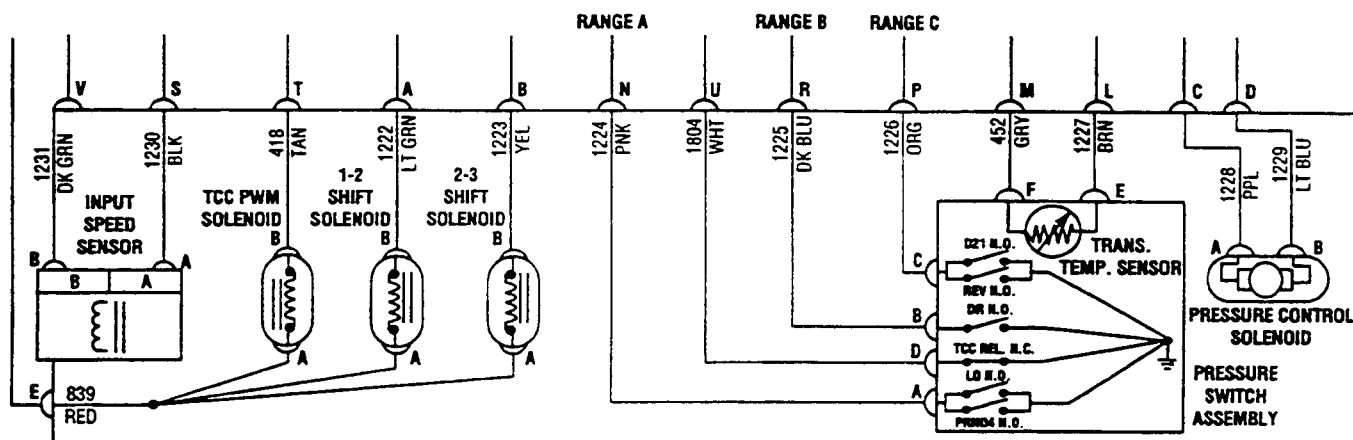 RANGE A
RANGE B
RANGE C
V
S
T
A
B
N
U
R
P
M
L
C
D
1231
DK GRN
1230
BLK
418
TAN
1222
LT GRN
1223
YEL
1224
PNK
1804
WHT
1225
DK BLU
1226
ORG
452
GRY
1227
BRN
1228
PPL
1229
LT BLU
INPUT
SPEED
SENSOR
TCC PWM
SOLENOID
1-2
SHIFT
SOLENOID
2-3
SHIFT
SOLENOID
B
B
B
B
A
B
A
F
E
TRANS.
TEMP. SENSOR
A
B
PRESSURE CONTROL
SOLENOID
C
D21 N.O.
REV N.O.
B
DR N.O.
D
TCC REL. N.C.
A
LO N.O.
PRND4 N.O.
PRESSURE
SWITCH
ASSEMBLY
A
A
A
E
839
RED